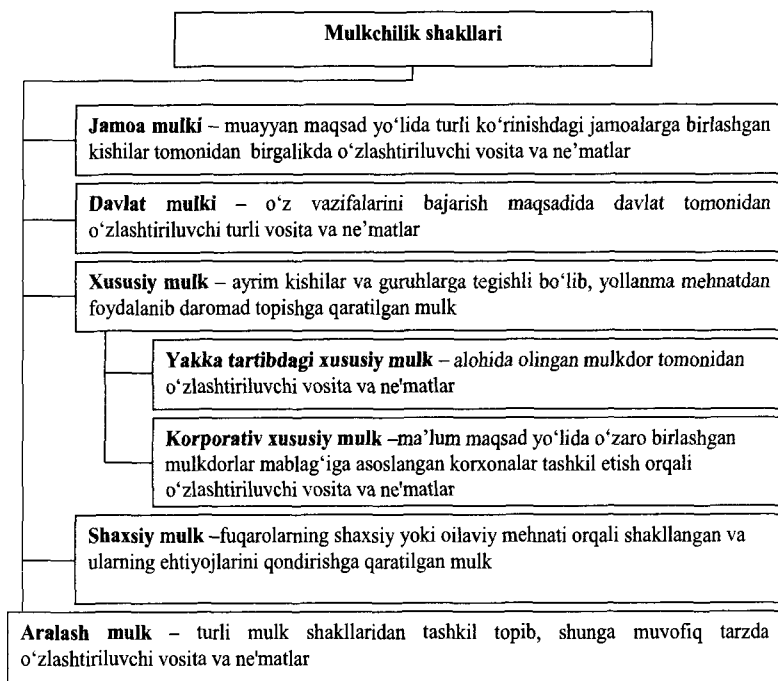 Mulkchilik shakllari
Jamoa mulki – muayyan maqsad yo‘lida turli ko‘rinishdagi jamoalarga birlashgan
kishilar tomonidan birgalikda o‘zlashtiriluvchi vosita va ne’matlar
Davlat mulki – o‘z vazifalarini bajarish maqsadida davlat tomonidan
o‘zlashtiriluvchi turli vosita va ne’matlar
Xususiy mulk – ayrim kishilar va guruhlarga tegishli bo‘lib, yollanma mehnatdan
foydalanib daromad topishga qaratilgan mulk
Yakka tartibdagi xususiy mulk – alohida olingan mulkdor tomonidan
o‘zlashtiriluvchi vosita va ne'matlar
Korporativ xususiy mulk –ma’lum maqsad yo‘lida o‘zaro birlashgan
mulkdorlar mablag‘iga asoslangan korxonalar tashkil etish orqali
o‘zlashtiriluvchi vosita va ne'matlar
Shaxsiy mulk –fuqarolarning shaxsiy yoki oilaviy mehnati orqali shakllangan va
ularning ehtiyojlarini qondirishga qaratilgan mulk
Aralash mulk – turli mulk shakllaridan tashkil topib, shunga muvofiq tarzda
o‘zlashtiriluvchi vosita va ne'matlar